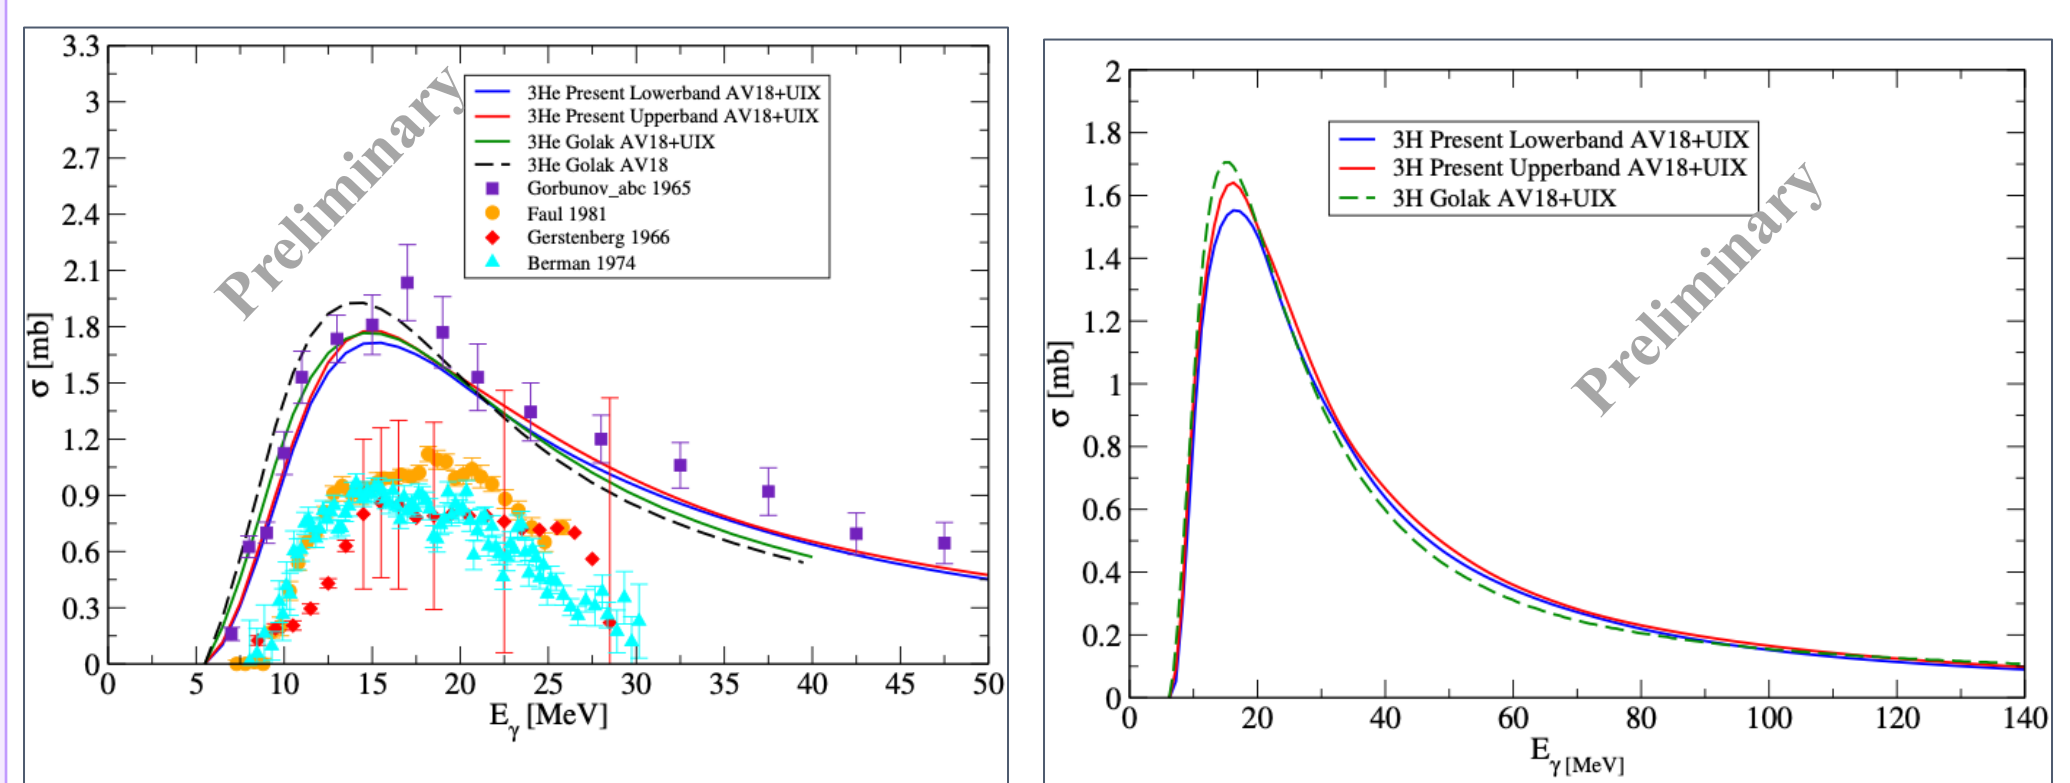 3.3
3
2.7
2.4
2.1
1.8
1.5
1.2
0.9
0.6
0.3
0
σ [mb]
Preliminary
3He Present Lowerband AV18+UIX
3He Present Upperband AV18+UIX
3He Golak AV18+UIX
3He Golak AV18
Gorbunov_abc 1965
Faul 1981
Gerstenberg 1966
Berman 1974
0 5 10 15 20 25 30 35 40 45 50
Eγ [MeV]
2
1.8
1.6
1.4
1.2
1
0.8
0.6
0.4
0.2
0
σ [mb]
3H Present Lowerband AV18+UIX
3H Present Upperband AV18+UIX
3H Golak AV18+UIX
Preliminary
0 20 40 60 80 100 120 140
Eγ [MeV]